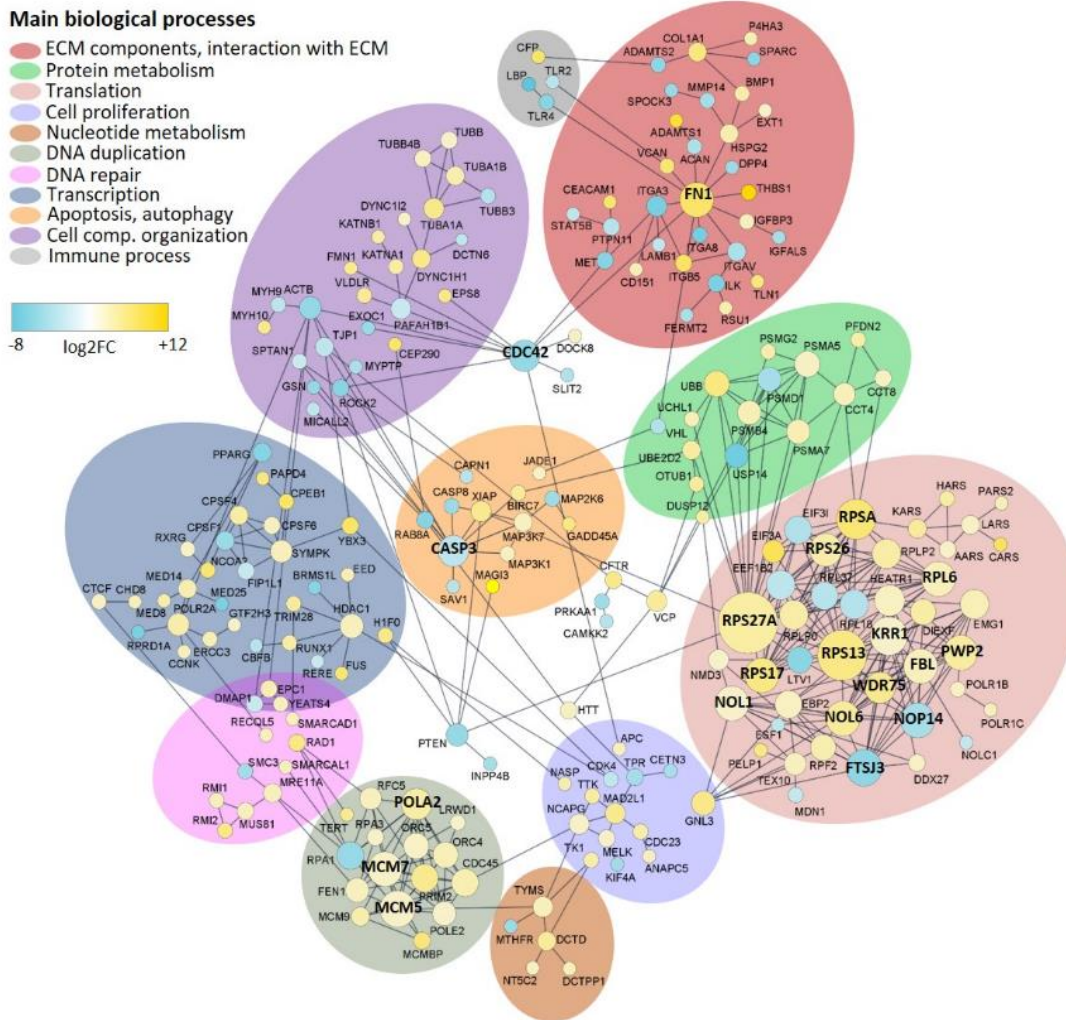 Main biological processes
ECM components, interaction with ECM
Protein metabolism
Translation
Cell proliferation
Nucleotide metabolism
DNA duplication
DNA repair
Transcription
Apoptosis, autophagy
Cell comp. organization
Immune process
-8 log2FC +12
CFP
TLR2
LBP
TLR4
COL1A1
P4HA3
ADAMTS2
SPARC
BMP1
MMP14
SPOCK3
EXT1
ADAMTS1
HSPG2
VCAN
ACAN
DPP4
CEACAM1
ITGA3
FN1
THBS1
IGFBP3
STAT5B
PTPN11
ITGA8
IGFALS
LAMB1
ITGAV
MET
ITGB5
ILK
CD151
TLN1
RSU1
FERMT2
TUBB
TUBB4B
TUBA1B
TUBB3
DYNC1I2
TUBA1A
KATNB1
DCTN6
FMN1
KATNA1
DYNC1H1
MYH9
ACTB
VLDLR
EPS8
MYH10
EXOC1
PAFAH1B1
TJP1
SPTAN1
CEP290
MYPTP
GSN
ROCK2
MICALL2
CDC42
DOCK8
SLIT2
PSMG2
PFDN2
PSMA5
UBB
CCT8
UCHL1
PSMD1
CCT4
VHL
PSMB4
PSMA7
UBE2D2
USP14
OTUB1
DUSP12
PPARG
PAPD4
CPSF4
CPEB1
CPSF1
CPSF6
RXRG
YBX3
SYMPK
NCOA2
FIP1L1
BRMS1L
EED
CTCF
CHD8
MED14
MED25
HDAC1
MED8
POLR2A
GTF2H3
TRIM28
H1F0
RPRD1A
ERCC3
RUNX1
CCNK
CBFB
RERE
FUS
JADE1
CAPN1
CASP8
XIAP
BIRC7
MAP2K6
RAB8A
GADD45A
CASP3
MAP3K7
MAP3K1
MAGI3
SAV1
CFTR
PRKAA1
CAMKK2
VCP
HARS
PARS2
KARS
LARS
EIF3I
RPSA
AARS
CARS
EIF3A
RPS26
RPLP2
EEF1B2
RPL37
HEATR1
RPL6
RPS27A
RPL18
RPLP0
KRR1
DIEXF
EMG1
RPS13
PWP2
RPS17
LTV1
FBL
NMD3
WDR75
POLR1B
NOL1
EBP2
NOL6
NOP14
POLR1C
ESF1
NOLC1
PELP1
RPF2
FTSJ3
TEX10
DDX27
MDN1
GNL3
HTT
PTEN
INPP4B
DMAP1
EPC1
YEATS4
RECQL5
SMARCAD1
RAD1
SMC3
SMARCAL1
MRE11A
RMI1
RMI2
MUS81
RFC5
POLA2
TERT
RPA3
LRWD1
ORC5
RPA1
ORC4
MCM7
CDC45
FEN1
PRIM2
MCM9
MCM5
POLE2
MCMBP
APC
NASP
CDK4
TPR
CETN3
TTK
NCAPG
MAD2L1
CDC23
TK1
MELK
ANAPC5
KIF4A
TYMS
MTHFR
DCTD
NT5C2
DCTPP1